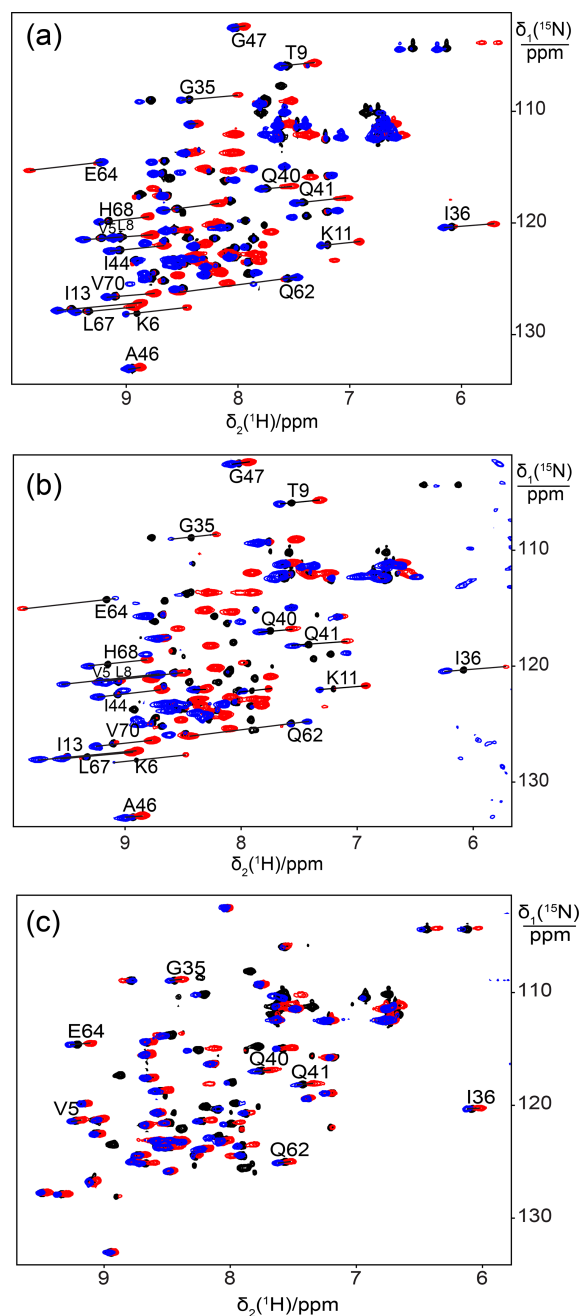 (a)
δ₁(¹⁵N)
ppm
G47
T9
G35
110
E64
Q40
Q41
H68
V5 L8
I36
120
I44
K11
V70
Q62
I13
L67
K6
130
A46
9
8
7
6
δ₂(¹H)/ppm
(b)
δ₁(¹⁵N)
ppm
G47
T9
G35
110
E64
Q40
Q41
H68
V5 L8
I36
120
I44
K11
V70
Q62
I13
L67
K6
130
A46
9
8
7
6
δ₂(¹H)/ppm
(c)
δ₁(¹⁵N)
ppm
G35
110
E64
Q40
Q41
V5
I36
120
Q62
130
9
8
7
6
δ₂(¹H)/ppm